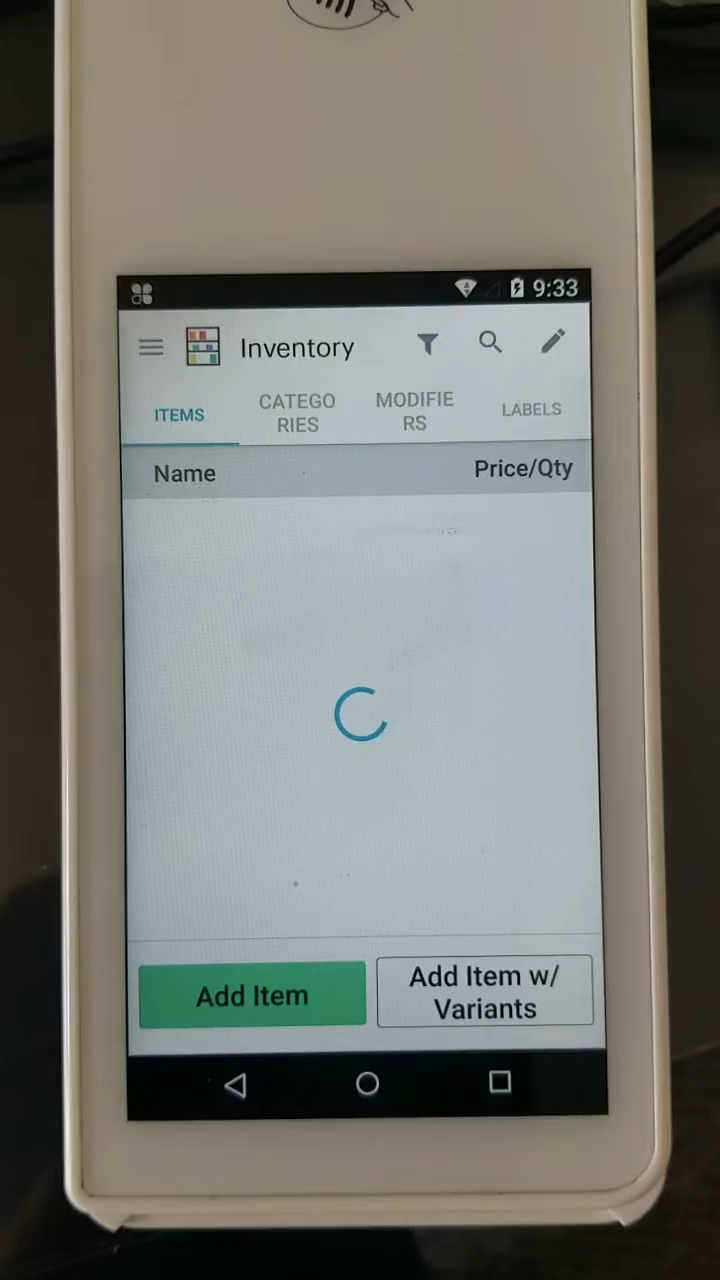 9:33
Inventory
ITEMS
CATEGO
RIES
MODIFIE
RS
LABELS
Name
Price/Qty
Add Item
Add Item w/
Variants